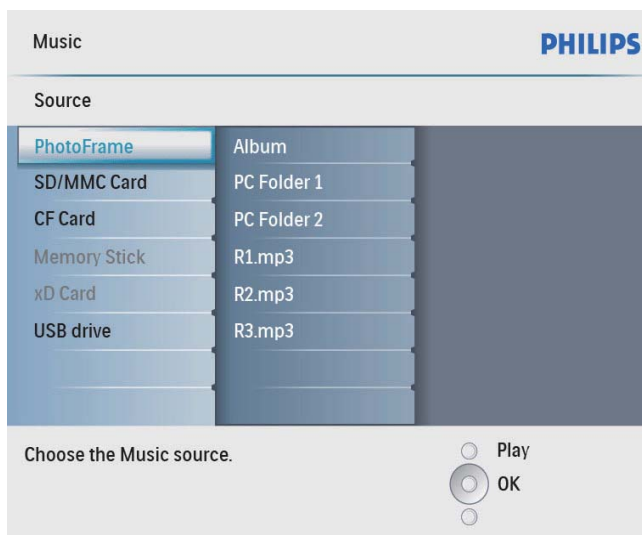 Music
PHILIPS
Source
PhotoFrame
SD/MMC Card
CF Card
Memory Stick
xD Card
USB drive
Album
PC Folder 1
PC Folder 2
R1.mp3
R2.mp3
R3.mp3
Choose the Music source.
Play
OK